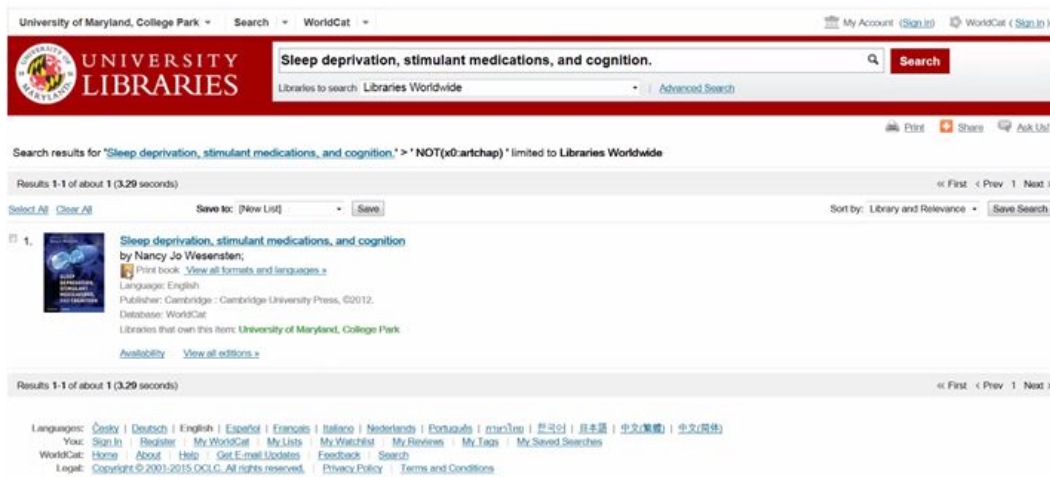 University of Maryland, College Park Search WorldCat My Account (Sign In) WorldCat ( Sign In )
UNIVERSITY LIBRARIES
Sleep deprivation, stimulant medications, and cognition. Search
Libraries to search Libraries Worldwide | Advanced Search
Print Share Ask Us!
Search results for "Sleep deprivation, stimulant medications, and cognition." > ' NOT(x0:artchap) ' limited to Libraries Worldwide
Results 1-1 of about 1 (3.29 seconds) « First < Prev 1 Next >
Select All Clear All Save to: [New List] Save Sort by: Library and Relevance Save Search
1. Sleep deprivation, stimulant medications, and cognition
by Nancy Jo Wesensten;
Print book View all formats and languages »
Language: English
Publisher: Cambridge : Cambridge University Press, ©2012.
Database: WorldCat
Libraries that own this item: University of Maryland, College Park
Availability View all editions »
Results 1-1 of about 1 (3.29 seconds) « First < Prev 1 Next >
Languages: Česky | Deutsch | English | Español | Français | Italiano | Nederlands | Português | ภาษาไทย | 한국어 | 日本語 | 中文(繁體) | 中文(简体)
You: Sign In | Register | My WorldCat | My Lists | My Watchlist | My Reviews | My Tags | My Saved Searches
WorldCat: Home | About | Help | Get E-mail Updates | Feedback | Search
Legal: Copyright © 2001-2015 OCLC. All rights reserved. | Privacy Policy | Terms and Conditions